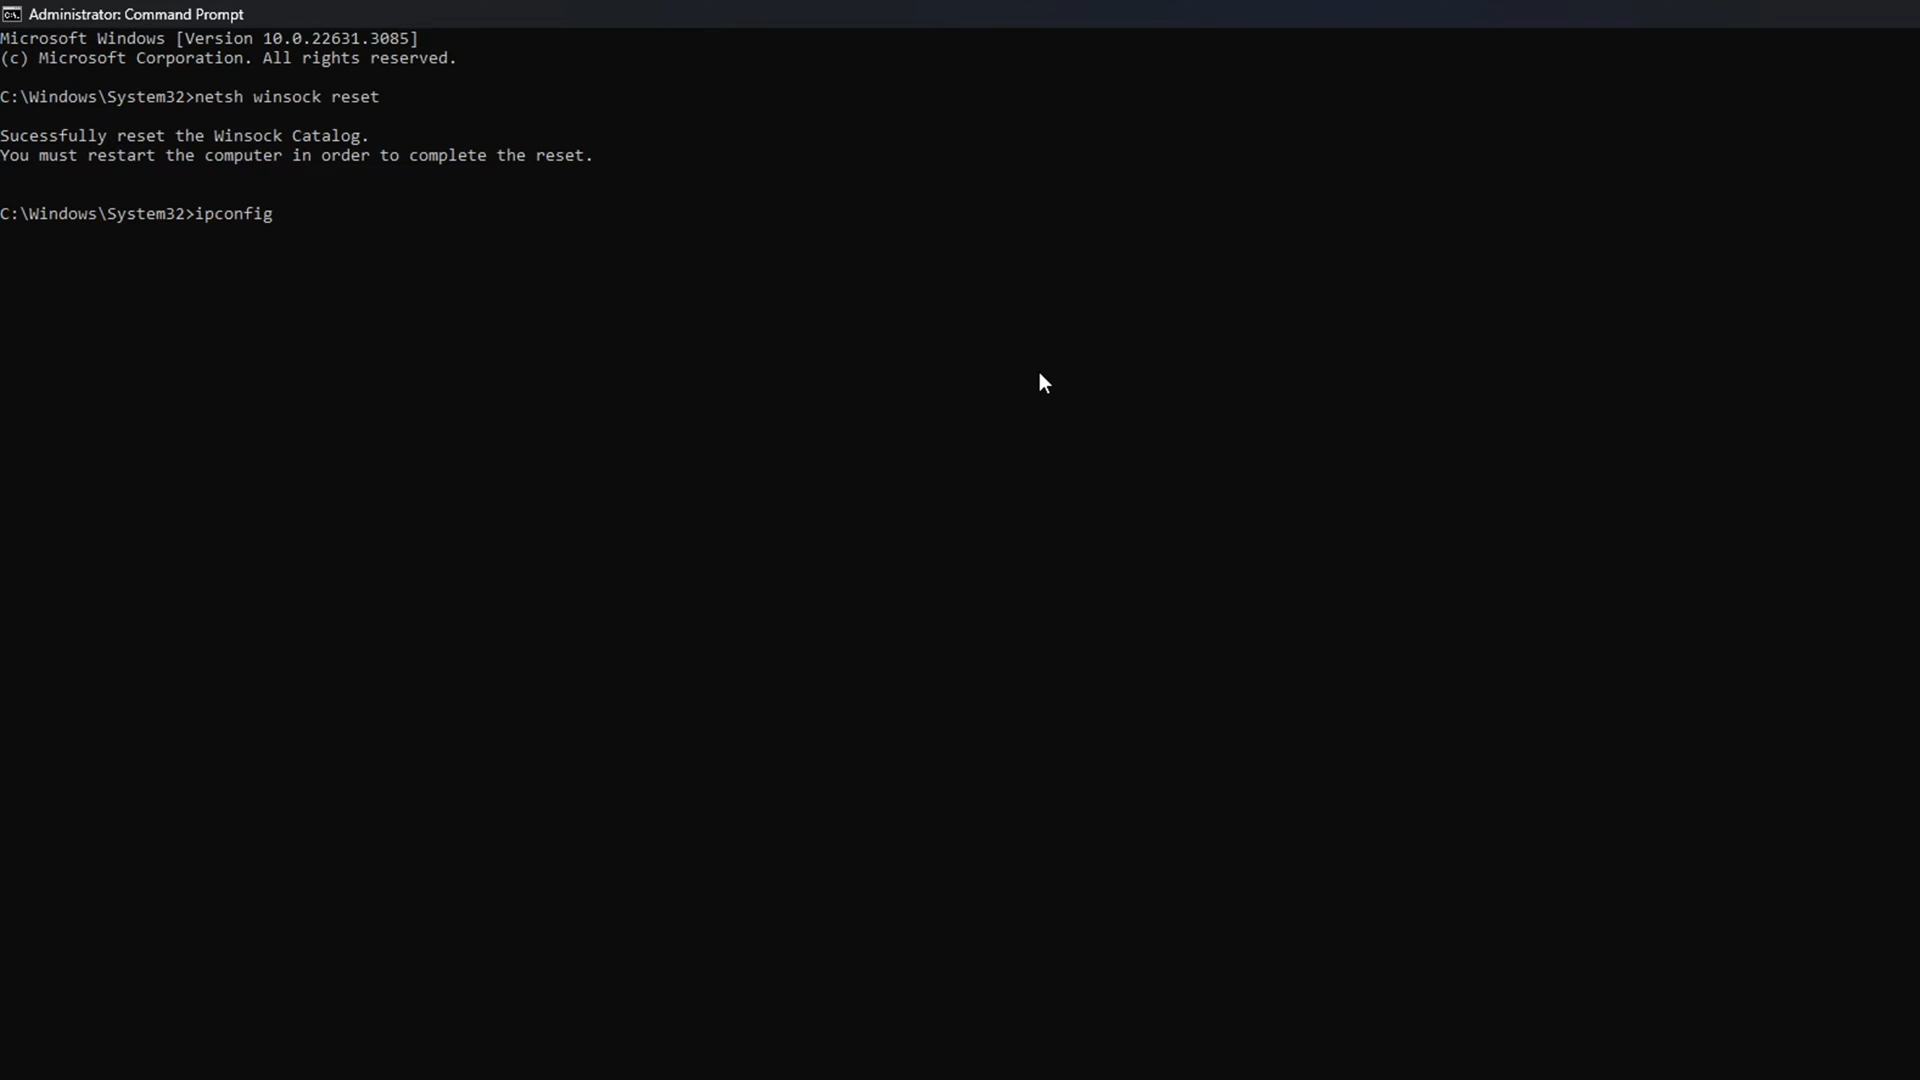 Administrator: Command Prompt
Microsoft Windows [Version 10.0.22631.3085]
(c) Microsoft Corporation. All rights reserved.
C:\Windows\System32>netsh winsock reset
Sucessfully reset the Winsock Catalog.
You must restart the computer in order to complete the reset.
C:\Windows\System32>ipconfig